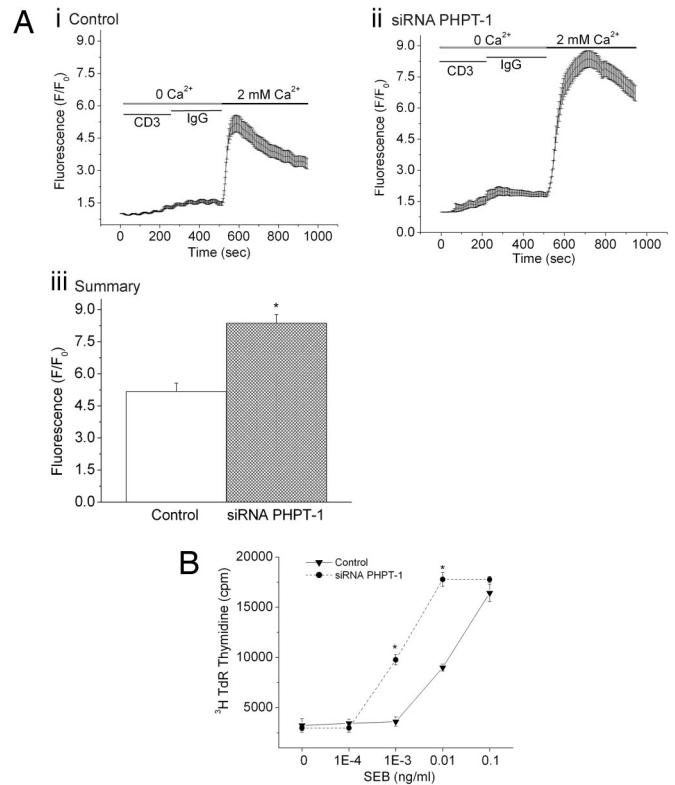 A
i Control
Fluorescence (F/F₀)
9.0
7.5
6.0
4.5
3.0
1.5
0 Ca²⁺
2 mM Ca²⁺
CD3
IgG
0 200 400 600 800 1000
Time (sec)
ii siRNA PHPT-1
Fluorescence (F/F₀)
9.0
7.5
6.0
4.5
3.0
1.5
0.0
0 Ca²⁺
2 mM Ca²⁺
CD3
IgG
0 200 400 600 800 1000
Time (sec)
iii Summary
Fluorescence (F/F₀)
9.0
7.5
6.0
4.5
3.0
1.5
0.0
*
Control
siRNA PHPT-1
B
³H TdR Thymidine (cpm)
20000
15000
10000
5000
Control
siRNA PHPT-1
*
*
0 1E-4 1E-3 0.01 0.1
SEB (ng/ml)